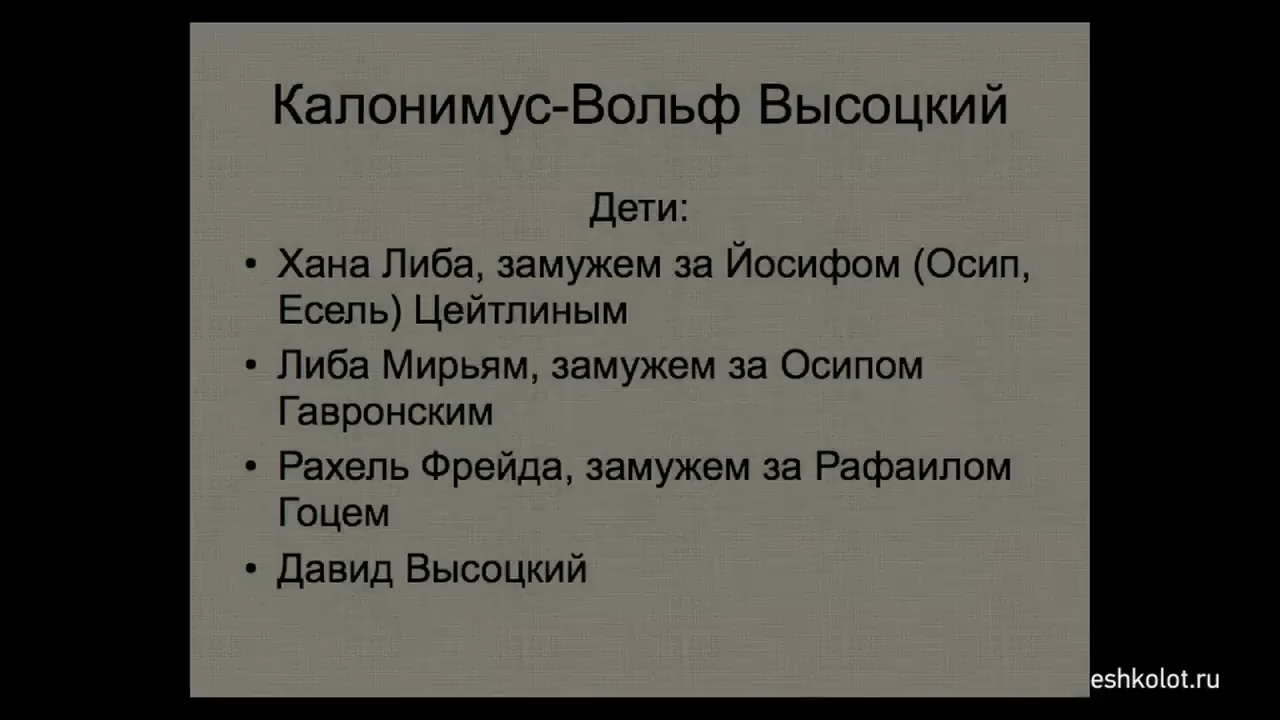 Калонимус-Вольф Высоцкий
Дети:
• Хана Либа, замужем за Йосифом (Осип,
Есель) Цейтлиным
• Либа Мирьям, замужем за Осипом
Гавронским
• Рахель Фрейда, замужем за Рафаилом
Гоцем
• Давид Высоцкий
eshkolot.ru